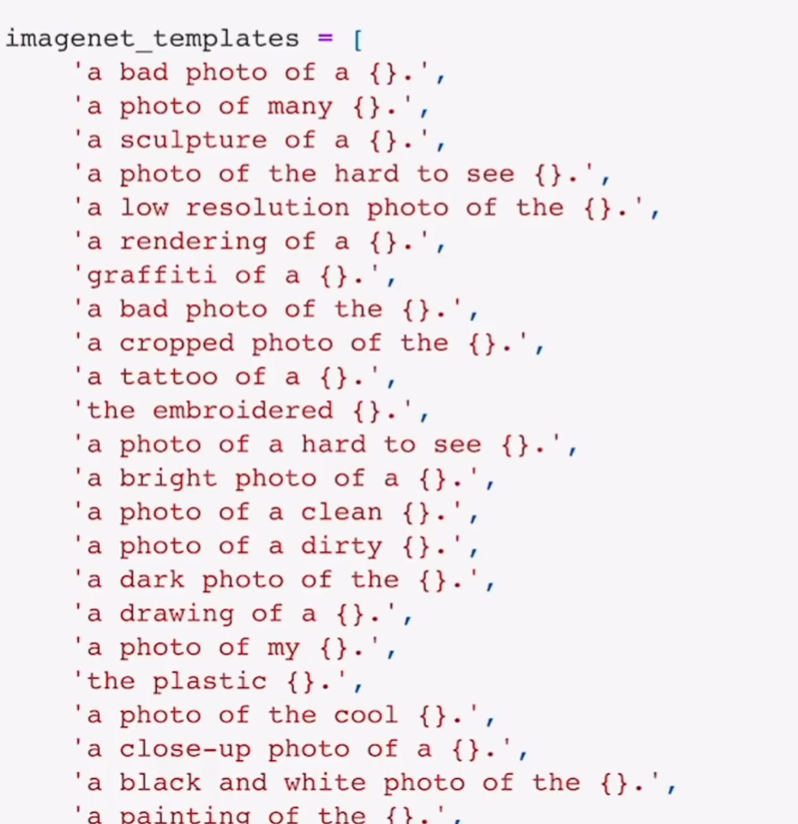 imagenet_templates = [
'a bad photo of a {}.',
'a photo of many {}.',
'a sculpture of a {}.',
'a photo of the hard to see {}.',
'a low resolution photo of the {}.',
'a rendering of a {}.',
'graffiti of a {}.',
'a bad photo of the {}.',
'a cropped photo of the {}.',
'a tattoo of a {}.',
'the embroidered {}.',
'a photo of a hard to see {}.',
'a bright photo of a {}.',
'a photo of a clean {}.',
'a photo of a dirty {}.',
'a dark photo of the {}.',
'a drawing of a {}.',
'a photo of my {}.',
'the plastic {}.',
'a photo of the cool {}.',
'a close-up photo of a {}.',
'a black and white photo of the {}.',
'a painting of the {}.',